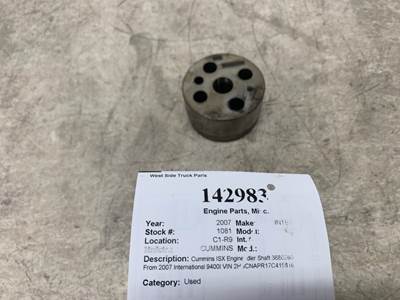 West Side Truck Parts
142983
Engine Parts, Misc.
Year: 2007 Make:
Stock #: 1081
Location: C1-R9
CUMMINS
Description: Cummins ISX Engine Shaft
From 2007 International 9400I VIN
Category: Used